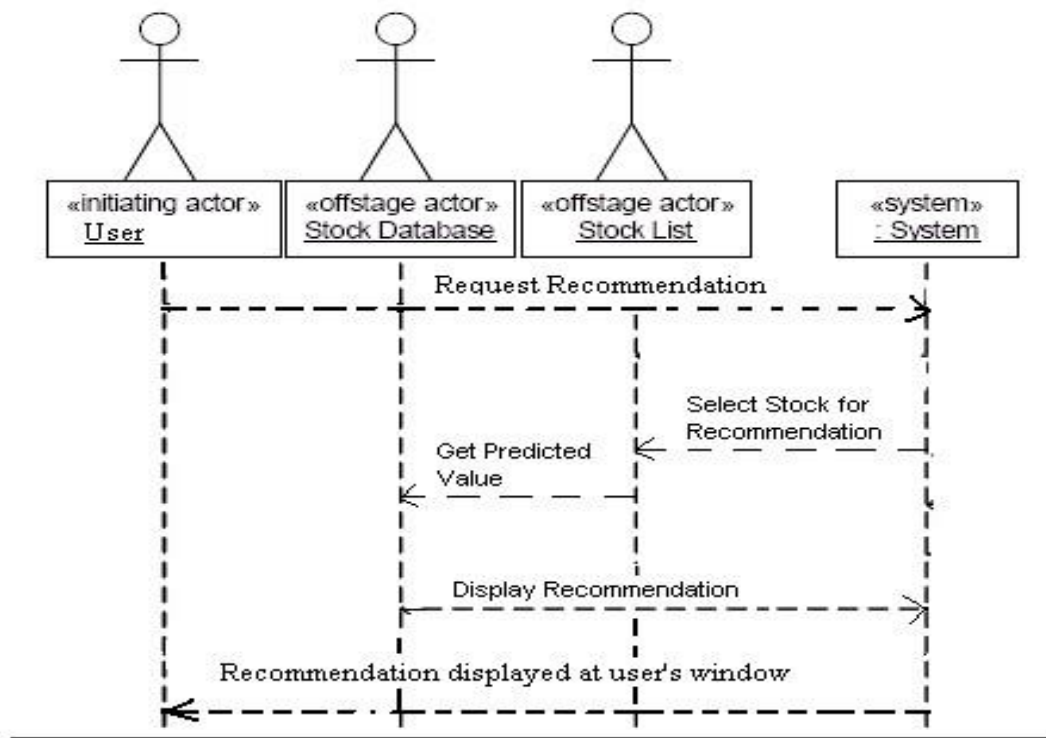 «initiating actor»
User
«offstage actor»
Stock Database
«offstage actor»
Stock List
«system»
: System
Request Recommendation
Select Stock for
Recommendation
Get Predicted
Value
Display Recommendation
Recommendation displayed at user's window